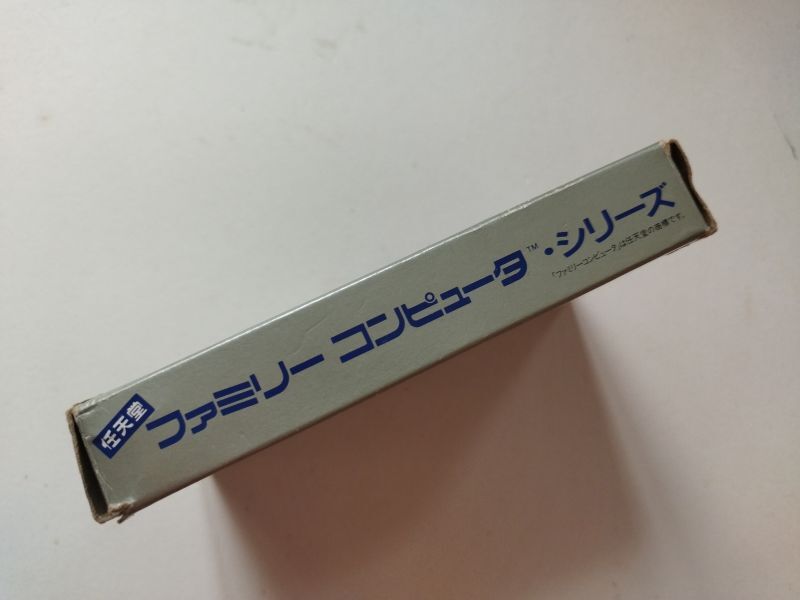 任天堂
ファミリー コンピュータ™・シリーズ
「ファミリーコンピュータ」は任天堂の商標です。